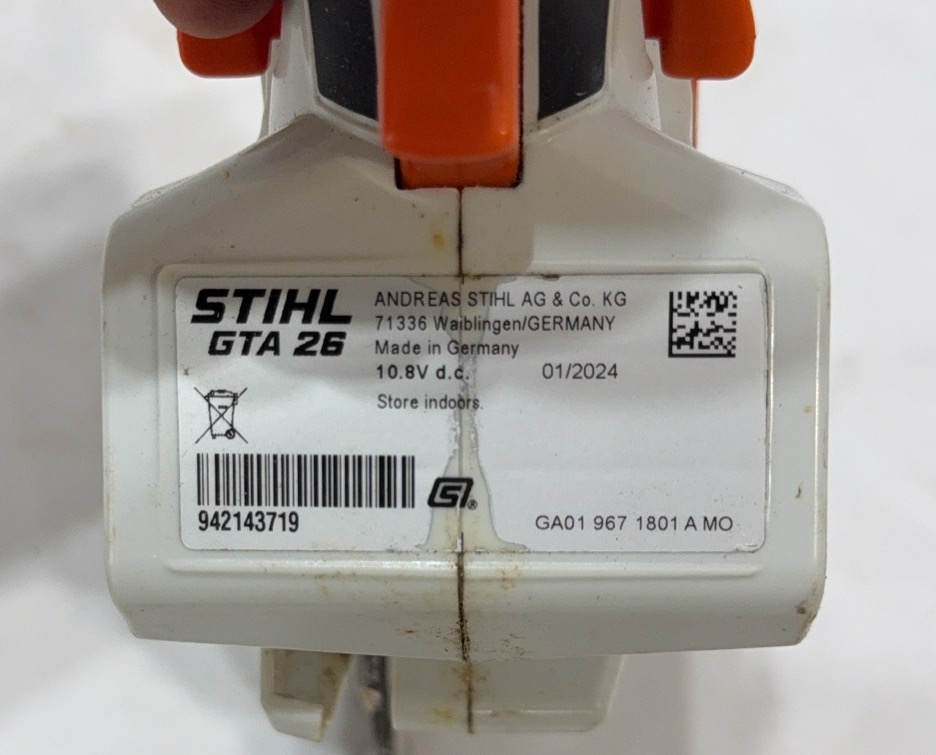 STIHL
GTA 26
ANDREAS STIHL AG & Co. KG
71336 Waiblingen/GERMANY
Made in Germany
10.8V d.c. 01/2024
Store indoors.
942143719
®
GA01 967 1801 A MO